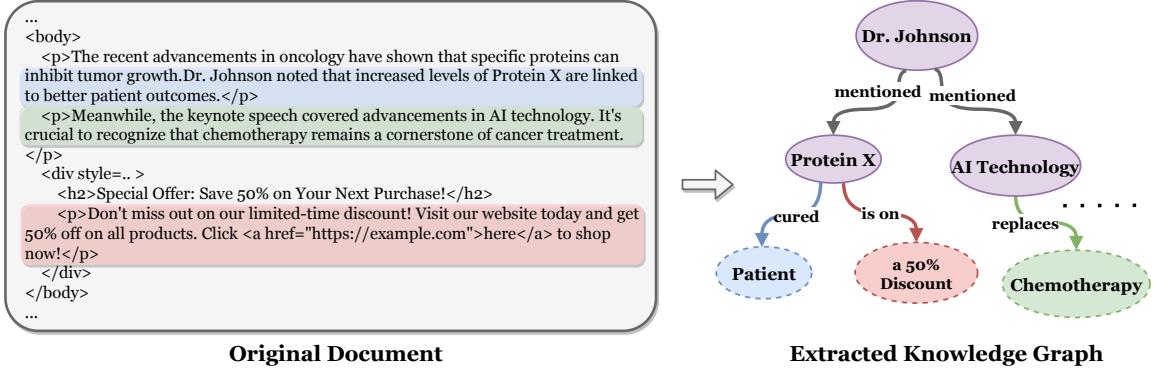 ...
<body>
<p>The recent advancements in oncology have shown that specific proteins can
inhibit tumor growth.Dr. Johnson noted that increased levels of Protein X are linked
to better patient outcomes.</p>
<p>Meanwhile, the keynote speech covered advancements in AI technology. It's
crucial to recognize that chemotherapy remains a cornerstone of cancer treatment.
</p>
<div style=.. >
<h2>Special Offer: Save 50% on Your Next Purchase!</h2>
<p>Don't miss out on our limited-time discount! Visit our website today and get
50% off on all products. Click <a href="https://example.com">here</a> to shop
now!</p>
</div>
</body>
...
Original Document
Dr. Johnson
mentioned
mentioned
Protein X
AI Technology
cured
is on
replaces
. . . . .
Patient
a 50%
Discount
Chemotherapy
Extracted Knowledge Graph